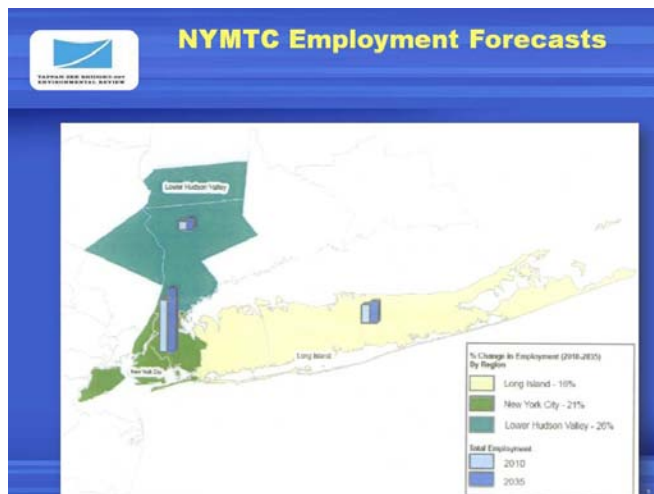 NYMTC Employment Forecasts
TAPPAN ZEE BRIDGE/I-287
ENVIRONMENTAL REVIEW
Lower Hudson Valley
Long Island
New York City
% Change in Employment (2010-2035)
By Region
Long Island - 16%
New York City - 21%
Lower Hudson Valley - 26%
Total Employment
2010
2035